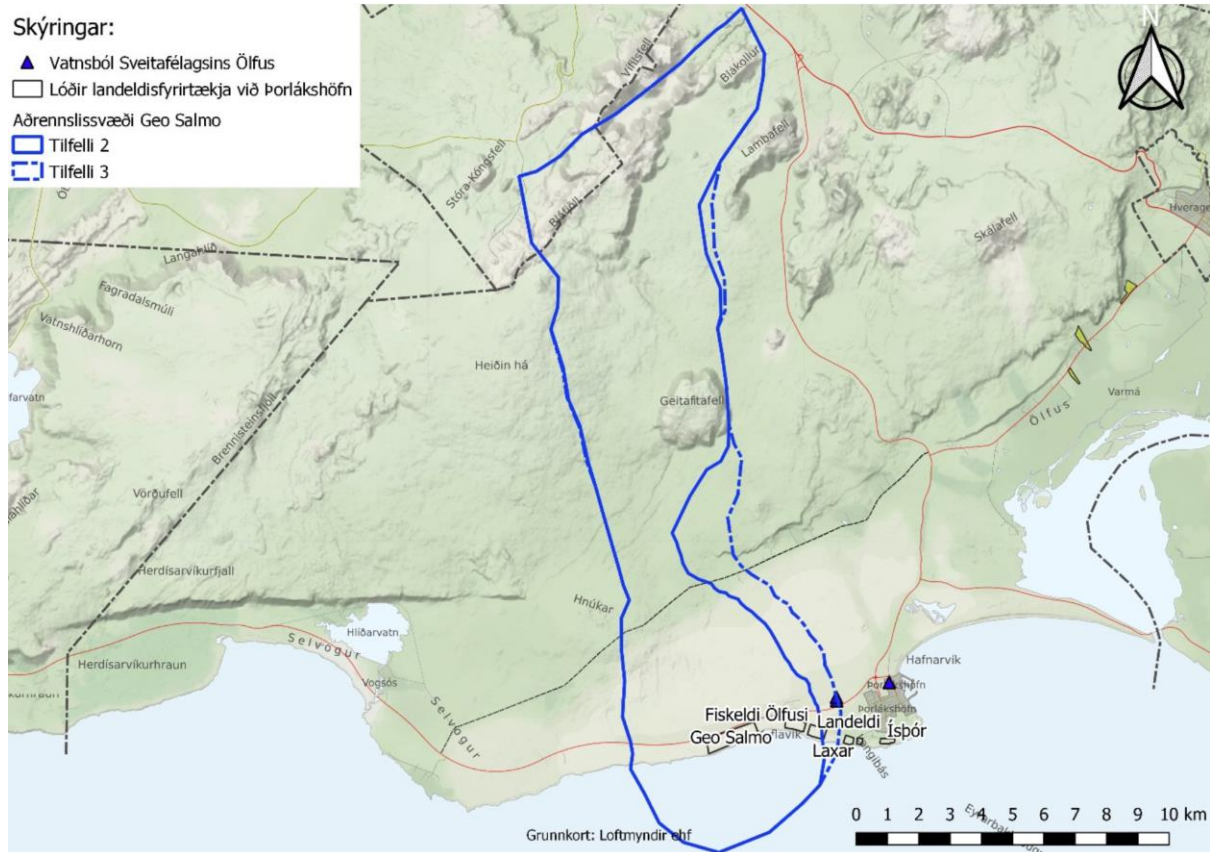 Skýringar:
Vatnsból Sveitafélagsins Ölfus
Lóðir landeldisfyrirtækja við Þorlákshöfn
Aðrennslissvæði Geo Salmo
Tilfelli 2
Tilfelli 3
N
Vífilsfell
Blákollur
Lambafell
Stóra-Kóngsfell
Bláfjöll
Skálafell
Langahlíð
Fagradalsmúli
Vatnshlíðarhorn
Heiðin há
Geitafitafell
Varmá
Ölfus
Brennisteinsfjöll
Vörðufell
Herdísarvíkurfjall
Hnúkar
Hlíðarvatn
Selvogur
Herdísarvíkurhraun
Vogsós
Selvogur
Hafnarvík
Þorlákshöfn
Þorlákshöfn
Fiskeldi Ölfusi
Landeldi
Ísþór
Geo Salmo
Laxar
0 1 2 3 4 5 6 7 8 9 10 km
Grunnkort: Loftmyndir ehf